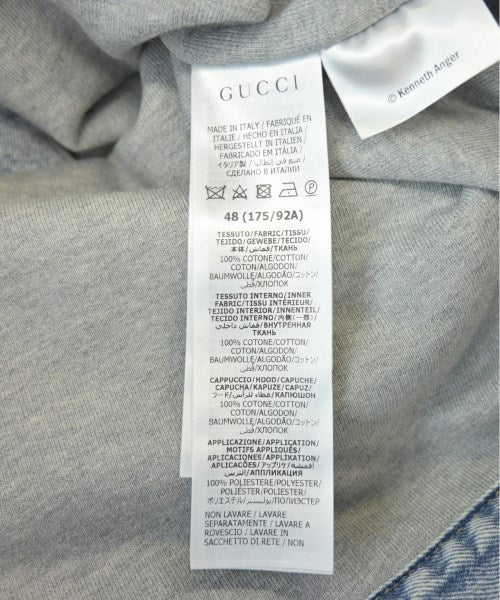 GUCCI
© Kenneth Anger
MADE IN ITALY / FABRIQUÉ EN
ITALIE / HECHO EN ITALIA /
HERGESTELLT IN ITALIEN /
FABRICADO EM ITÁLIA /
イタリア製 / صنع في إيطاليا /
СДЕЛАНО В ИТАЛИИ
48 (175/92A)
TESSUTO/FABRIC/TISSU/
TEJIDO/GEWEBE/TECIDO/
本体/قماش/ТКАНЬ
100% COTONE/COTTON/
COTON/ALGODON/
BAUMWOLLE/ALGODÃO/コットン/
قطن/ХЛОПОК
TESSUTO INTERNO/INNER
FABRIC/TISSU INTÉRIEUR/
TEJIDO INTERIOR/INNENTEIL/
TECIDO INTERNO/内側(一部)/
قماش داخلي/ВНУТРЕННЯЯ
ТКАНЬ
100% COTONE/COTTON/
COTON/ALGODON/
BAUMWOLLE/ALGODÃO/コットン/
قطن/ХЛОПОК
CAPPUCCIO/HOOD/CAPUCHE/
CAPUCHA/KAPUZE/CAPUZ/
フード/غطاء للرأس/КАПЮШОН
100% COTONE/COTTON/
COTON/ALGODON/
BAUMWOLLE/ALGODÃO/コットン/
قطن/ХЛОПОК
APPLICAZIONE/APPLICATION/
MOTIFS APPLIQUÉS/
APLICACIONES/APPLIKATION/
APLICAÇÕES/アップリケ/أقمشة
التزيين/АППЛИКАЦИЯ
100% POLIESTERE/POLYESTER/
POLYESTER/POLIÉSTER/
POLYESTER/POLIÉSTER/
ポリエステル/بوليستر/ПОЛИЭСТЕР
NON LAVARE / LAVARE
SEPARATAMENTE / LAVARE A
ROVESCIO / LAVARE IN
SACCHETTO DI RETE / NON